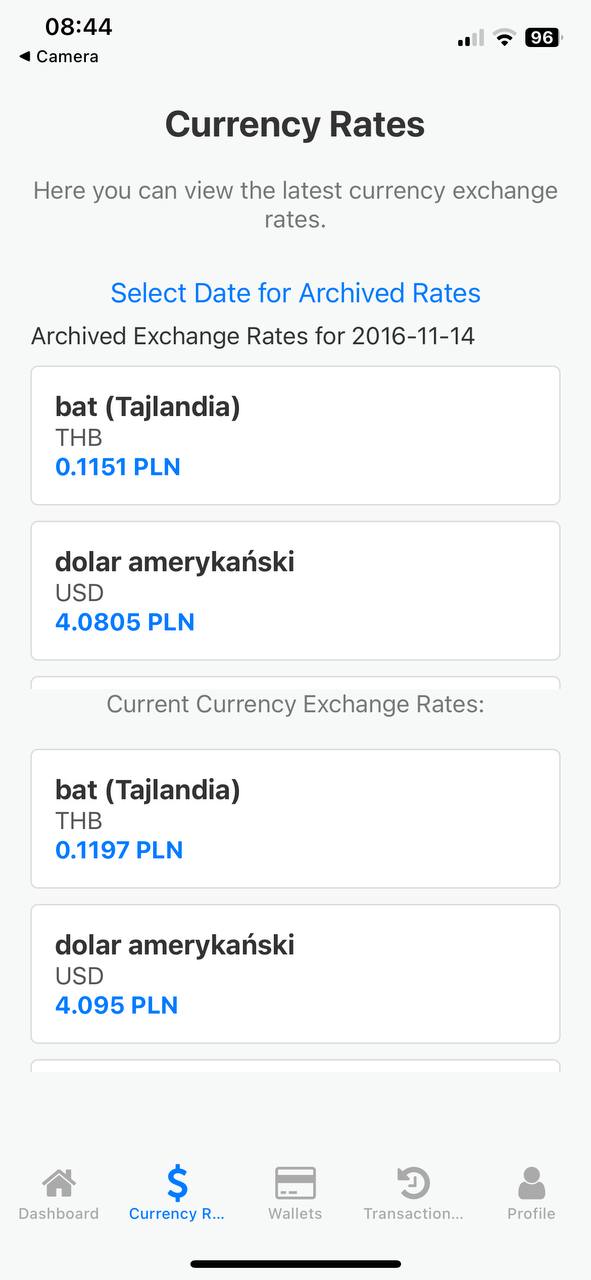 08:44
96
◀ Camera
Currency Rates
Here you can view the latest currency exchange
rates.
Select Date for Archived Rates
Archived Exchange Rates for 2016-11-14
bat (Tajlandia)
THB
0.1151 PLN
dolar amerykański
USD
4.0805 PLN
Current Currency Exchange Rates:
bat (Tajlandia)
THB
0.1197 PLN
dolar amerykański
USD
4.095 PLN
Dashboard
Currency R...
Wallets
Transaction...
Profile